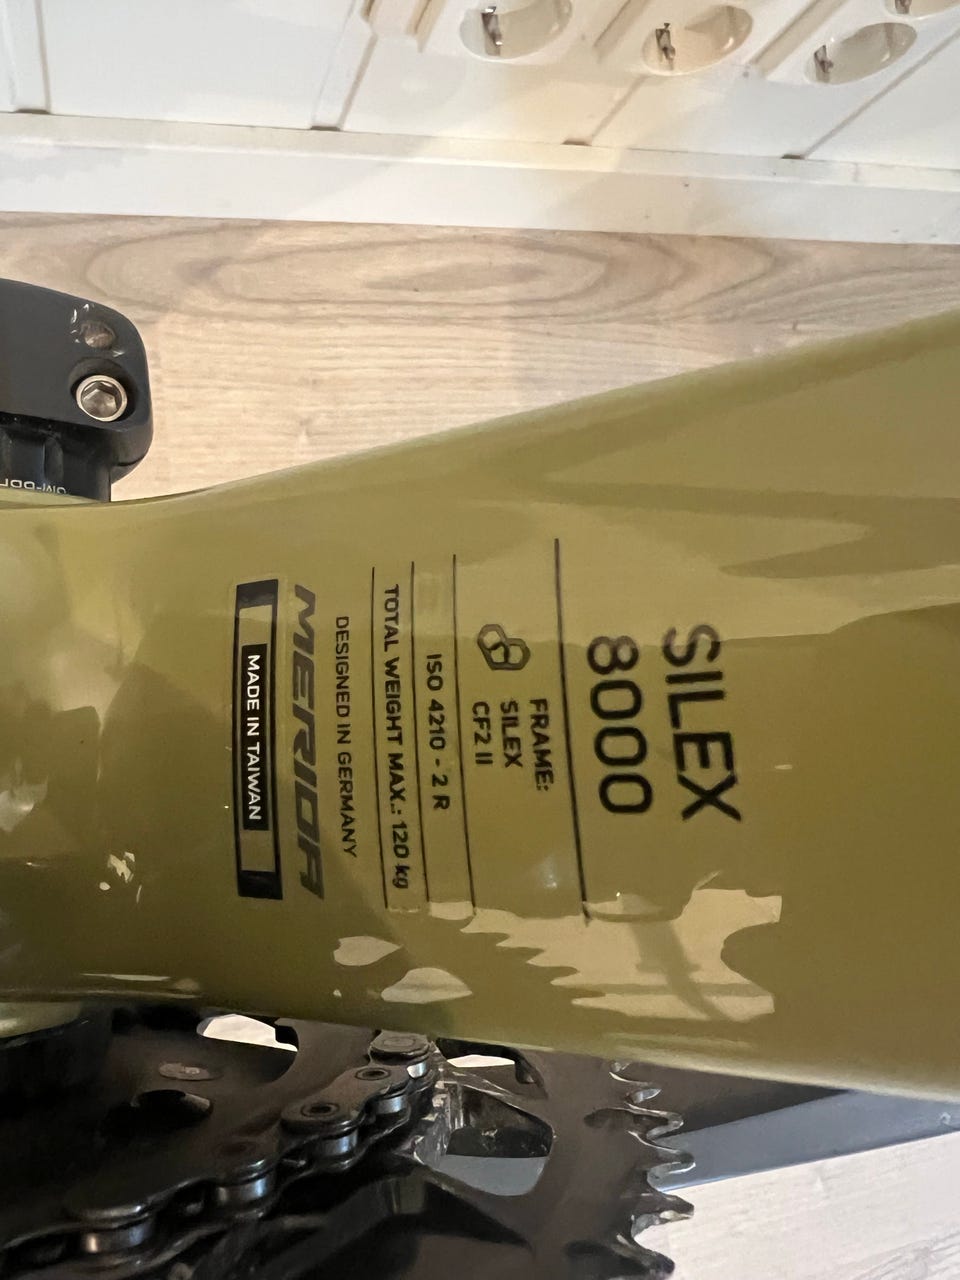 SILEX
8000
FRAME:
SILEX
CF2 II
ISO 4210 - 2 R
TOTAL WEIGHT MAX.: 120 kg
DESIGNED IN GERMANY
MERIDA
MADE IN TAIWAN